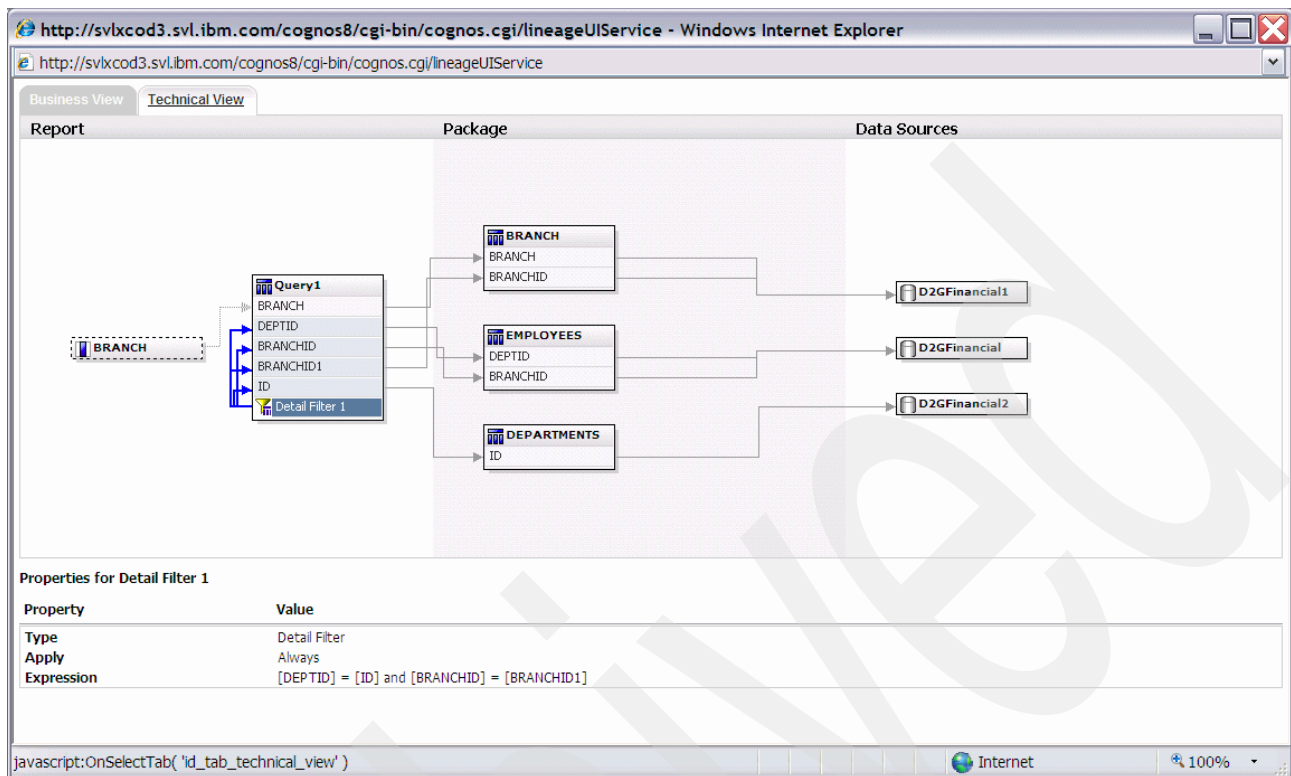 http://svlxcod3.svl.ibm.com/cognos8/cgi-bin/cognos.cgi/lineageUIService - Windows Internet Explorer
http://svlxcod3.svl.ibm.com/cognos8/cgi-bin/cognos.cgi/lineageUIService
Business View Technical View
Report Package Data Sources
BRANCH
Query1
BRANCH
DEPTID
BRANCHID
BRANCHID1
ID
Detail Filter 1
BRANCH
BRANCH
BRANCHID
EMPLOYEES
DEPTID
BRANCHID
DEPARTMENTS
ID
D2GFinancial1
D2GFinancial
D2GFinancial2
Properties for Detail Filter 1
Property Value
Type Detail Filter
Apply Always
Expression [DEPTID] = [ID] and [BRANCHID] = [BRANCHID1]
javascript:OnSelectTab( 'id_tab_technical_view' ) Internet 100%